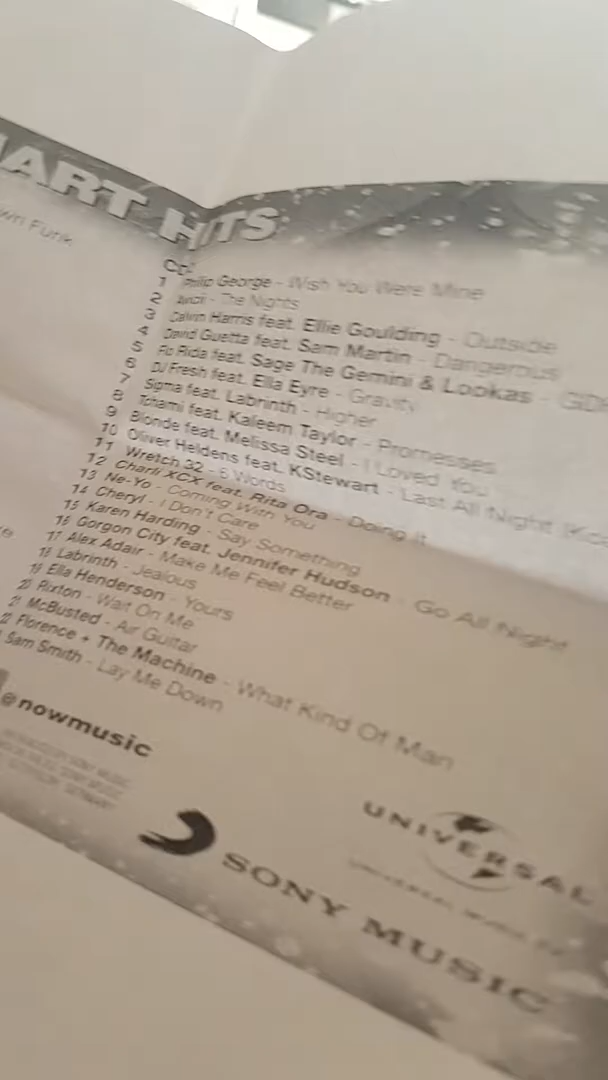 ART HITS
wn Funk
CD
1 Philip George - Wish You Were Mine
2 Avicii - The Nights
3 Calvin Harris feat. Ellie Goulding - Outside
4 David Guetta feat. Sam Martin - Dangerous
5 Flo Rida feat. Sage The Gemini & Lookas - GDF
6 DJ Fresh feat. Ella Eyre - Gravity
7 Sigma feat. Labrinth - Higher
8 Tchami feat. Kaleem Taylor - Promesses
9 Blonde feat. Melissa Steel - I Loved You
10 Oliver Heldens feat. KStewart - Last All Night (Ko
11 Wretch 32 - 6 Words
12 Charli XCX feat. Rita Ora - Doing It
13 Ne-Yo - Coming With You
14 Cheryl - I Don't Care
15 Karen Harding - Say Something
16 Gorgon City feat. Jennifer Hudson - Go All Night
17 Alex Adair - Make Me Feel Better
18 Labrinth - Jealous
19 Ella Henderson - Yours
20 Rixton - Wait On Me
21 McBusted - Air Guitar
22 Florence + The Machine - What Kind Of Man
Sam Smith - Lay Me Down
@nowmusic
SONY MUSIC
UNIVERSAL